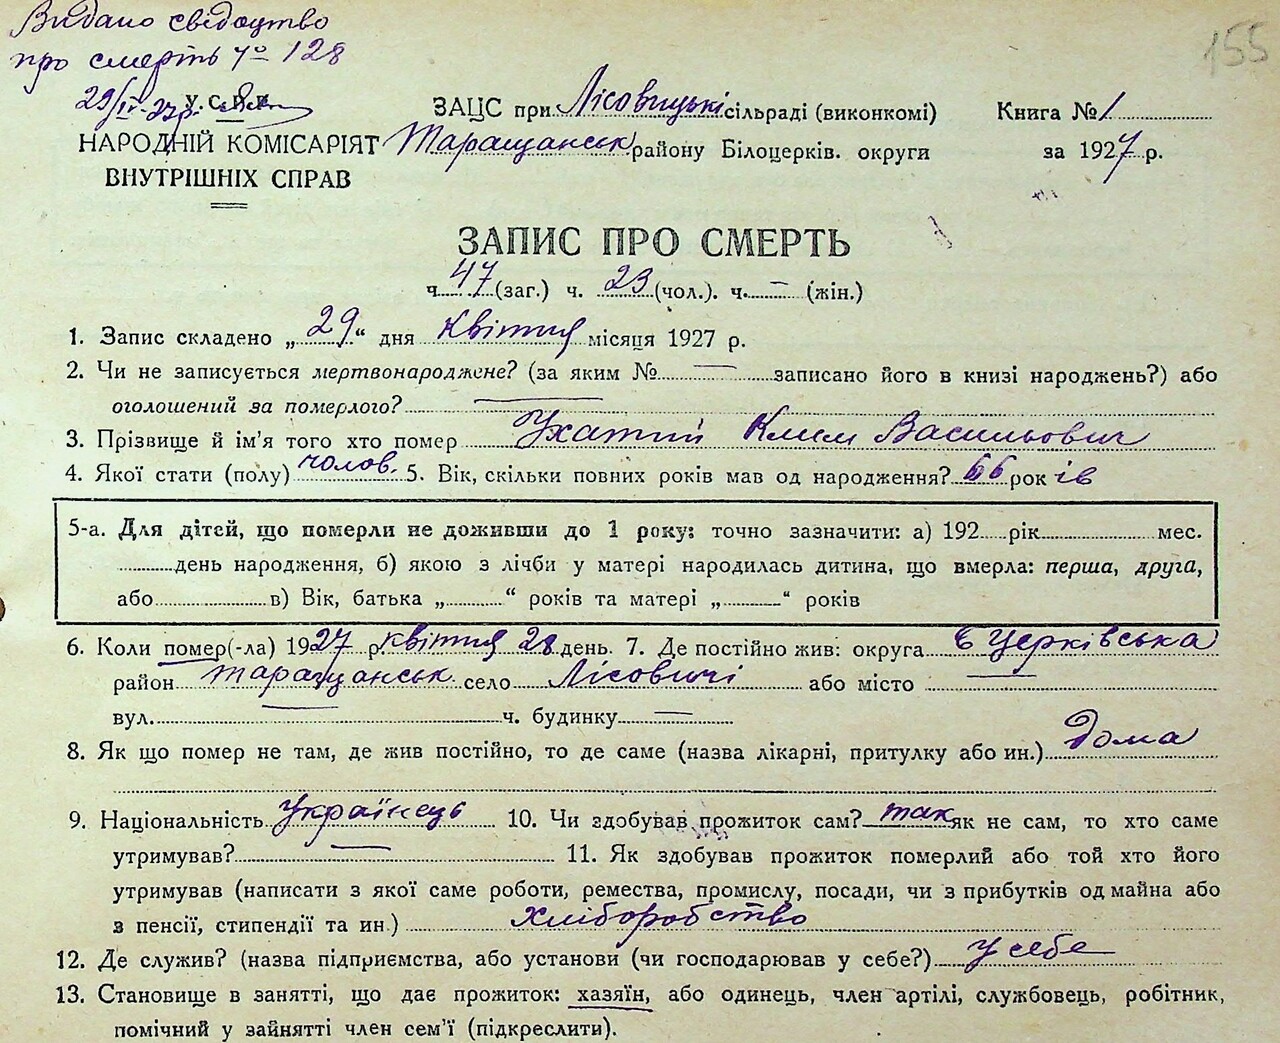 Видано свідоцтво
про смерть № 128
155
29/IV-27р.
У.С.Р.Р.
НАРОДНІЙ КОМІСАРІЯТ
ВНУТРІШНІХ СПРАВ
ЗАЦС при Лісовицькі сільраді (виконкомі)
Таращанськ району Білоцерків. округи
Книга № 1
за 1927 р.
ЗАПИС ПРО СМЕРТЬ
ч. 47 (заг.) ч. 23 (чол.). ч. — (жін.)
1. Запис складено „29“ дня квітня місяця 1927 р.
2. Чи не записується мертвонароджене? (за яким № — записано його в книзі народжень?) або
оголошений за померлого? —
3. Прізвище й ім'я того хто помер Ухатий Клим Васильович
4. Якої стати (полу) чолов. 5. Вік, скільки повних років мав од народження? 66 років
5-а. Для дітей, що померли не доживши до 1 року: точно зазначити: а) 192 рік мес.
день народження, б) якою з лічби у матері народилась дитина, що вмерла: перша, друга,
або в) Вік, батька „ “ років та матері „ “ років
6. Коли помер(-ла) 1927 р. квітня 28 день. 7. Де постійно жив: округа Б Церківська
район Таращанськ. село Лісовичі або місто —
вул. — ч. будинку —
8. Як що помер не там, де жив постійно, то де саме (назва лікарні, притулку або ин.) Дома
9. Національність Українець 10. Чи здобував прожиток сам? так як не сам, то хто саме
утримував? — 11. Як здобував прожиток померлий або той хто його
утримував (написати з якої саме роботи, ремества, промислу, посади, чи з прибутків од майна або
з пенсії, стипендії та ин.) хліборобство
12. Де служив? (назва підприємства, або установи (чи господарював у себе?) у себе
13. Становище в занятті, що дає прожиток: хазяїн, або одинець, член артілі, службовець, робітник,
помічний у зайнятті член сем'ї (підкреслити).